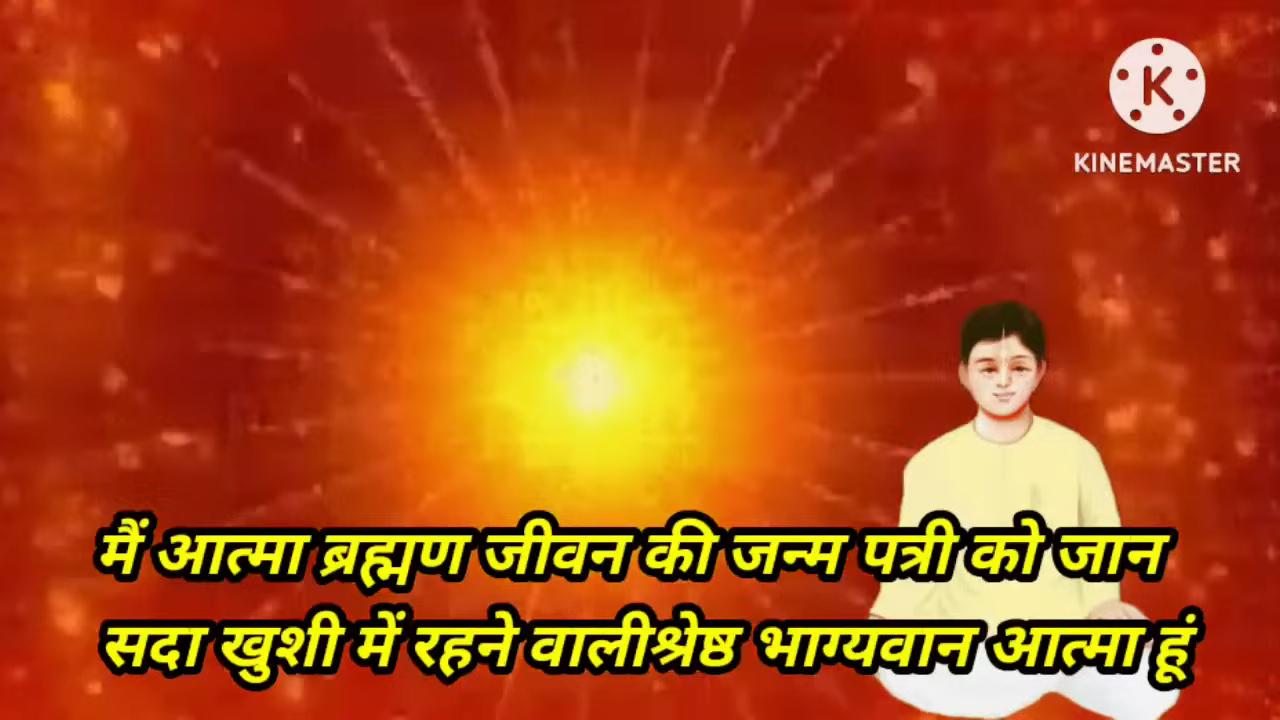 K
KINEMASTER
मैं आत्मा ब्रह्मण जीवन की जन्म पत्री को जान
सदा खुशी में रहने वालीश्रेष्ठ भाग्यवान आत्मा हूं